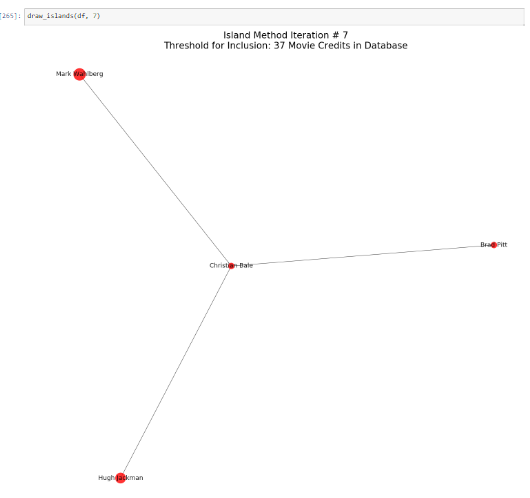 [265]: draw_islands(df, 7)
Island Method Iteration # 7
Threshold for Inclusion: 37 Movie Credits in Database
Mark Wahlberg
Brad Pitt
Christian Bale
Hugh Jackman